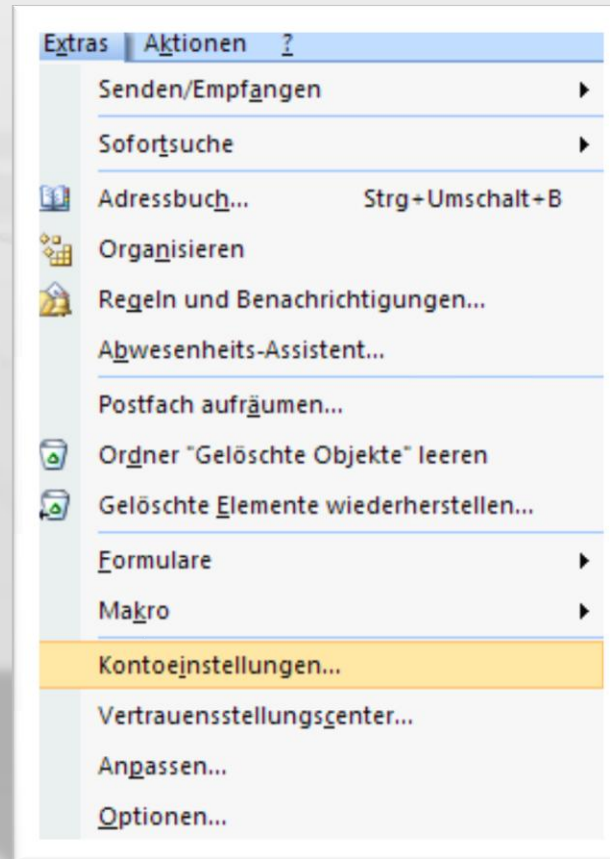 Extras Aktionen ?
Senden/Empfangen
Sofortsuche
Adressbuch... Strg+Umschalt+B
Organisieren
Regeln und Benachrichtigungen...
Abwesenheits-Assistent...
Postfach aufräumen...
Ordner "Gelöschte Objekte" leeren
Gelöschte Elemente wiederherstellen...
Formulare
Makro
Kontoeinstellungen...
Vertrauensstellungscenter...
Anpassen...
Optionen...